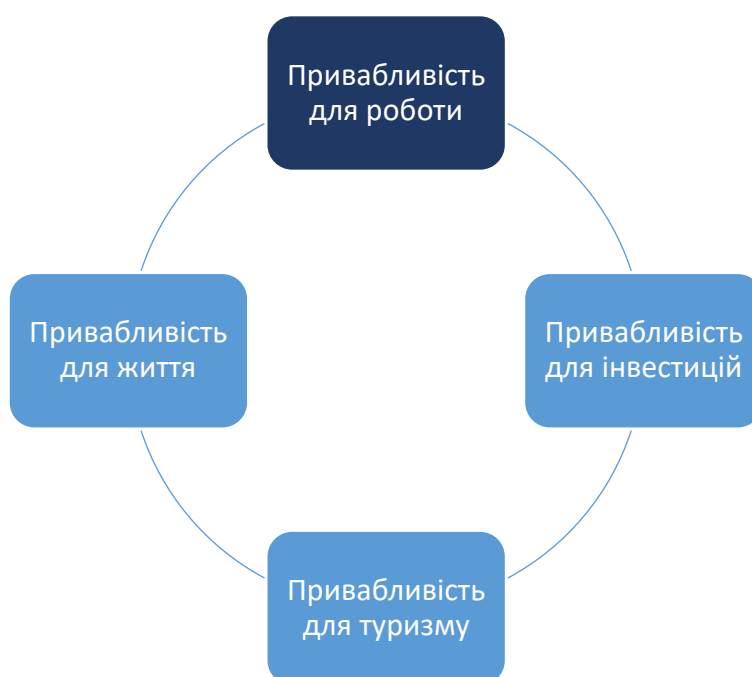 Привабливість
для роботи
Привабливість
для життя
Привабливість
для інвестицій
Привабливість
для туризму